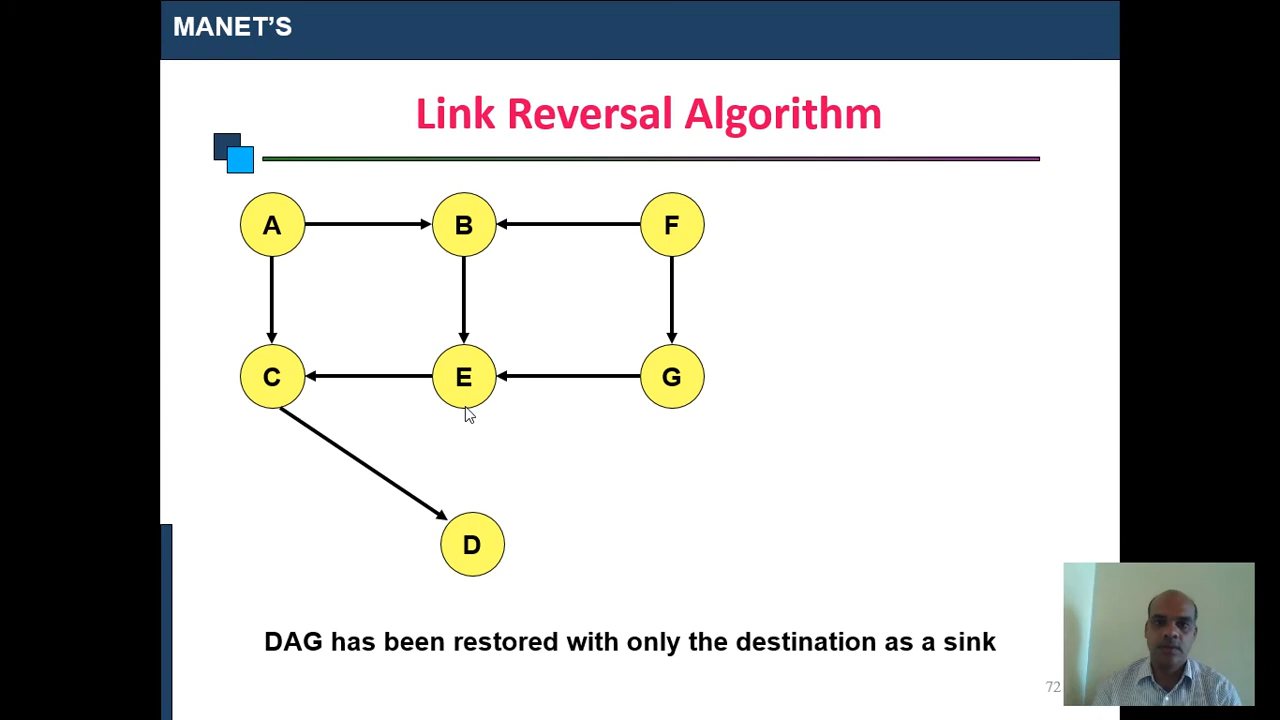 MANET’S
Link Reversal Algorithm
A B F
C E G
D
DAG has been restored with only the destination as a sink
72